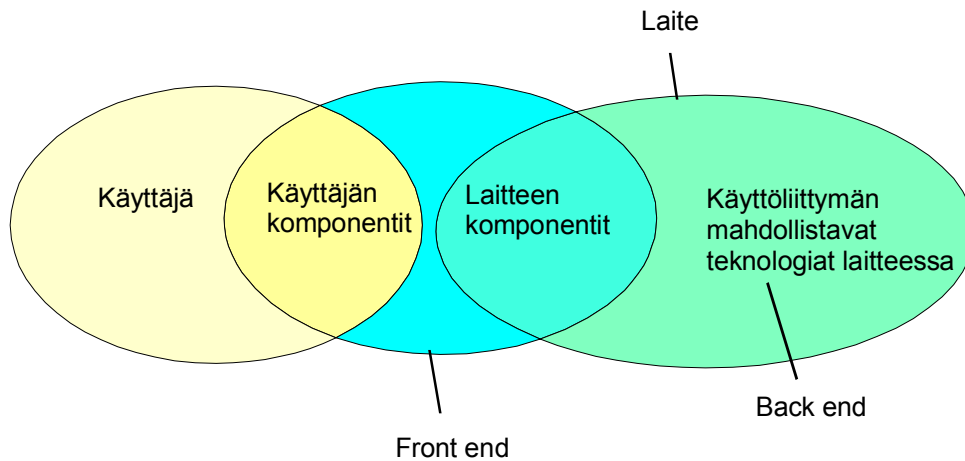 Laite
Käyttäjä
Käyttäjän
komponentit
Laitteen
komponentit
Käyttöliittymän
mahdollistavat
teknologiat laitteessa
Back end
Front end